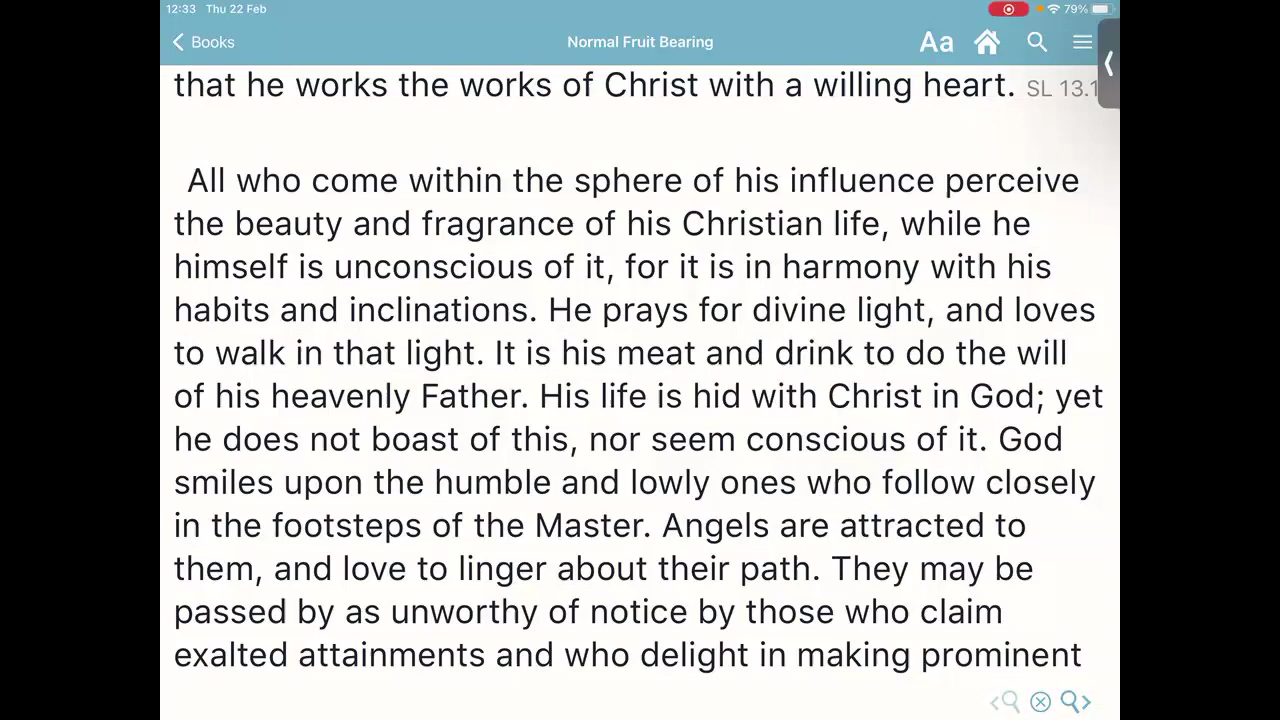 12:33 Thu 22 Feb
79%
Books
Normal Fruit Bearing
Aa
that he works the works of Christ with a willing heart. SL 13.1
All who come within the sphere of his influence perceive
the beauty and fragrance of his Christian life, while he
himself is unconscious of it, for it is in harmony with his
habits and inclinations. He prays for divine light, and loves
to walk in that light. It is his meat and drink to do the will
of his heavenly Father. His life is hid with Christ in God; yet
he does not boast of this, nor seem conscious of it. God
smiles upon the humble and lowly ones who follow closely
in the footsteps of the Master. Angels are attracted to
them, and love to linger about their path. They may be
passed by as unworthy of notice by those who claim
exalted attainments and who delight in making prominent